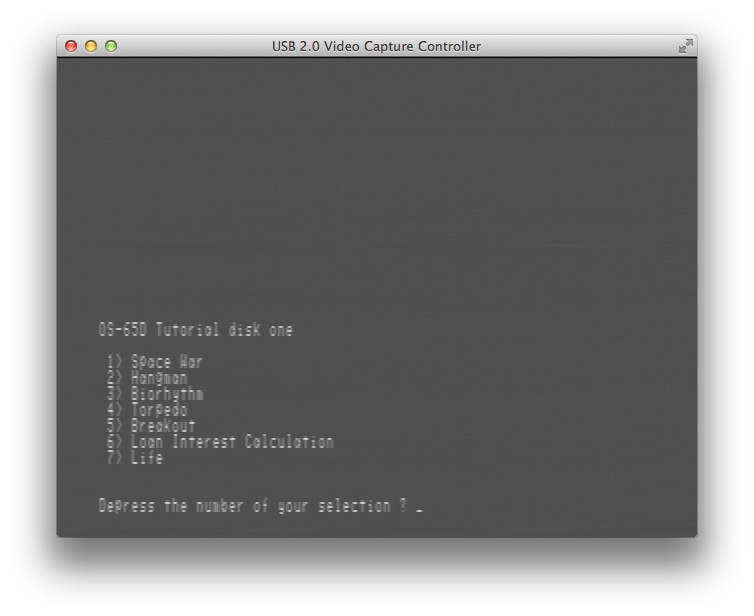 USB 2.0 Video Capture Controller
OS-65D Tutorial disk one
1> Space War
2> Hangman
3> Biorhythm
4> Torpedo
5> Breakout
6> Loan Interest Calculation
7> Life
Depress the number of your selection ? _